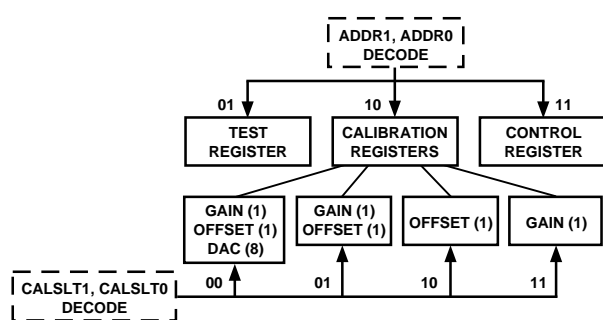 ADDR1, ADDR0
DECODE
01
10
11
TEST
REGISTER
CALIBRATION
REGISTERS
CONTROL
REGISTER
GAIN (1)
OFFSET (1)
DAC (8)
GAIN (1)
OFFSET (1)
OFFSET (1)
GAIN (1)
CALSLT1, CALSLT0
DECODE
00
01
10
11